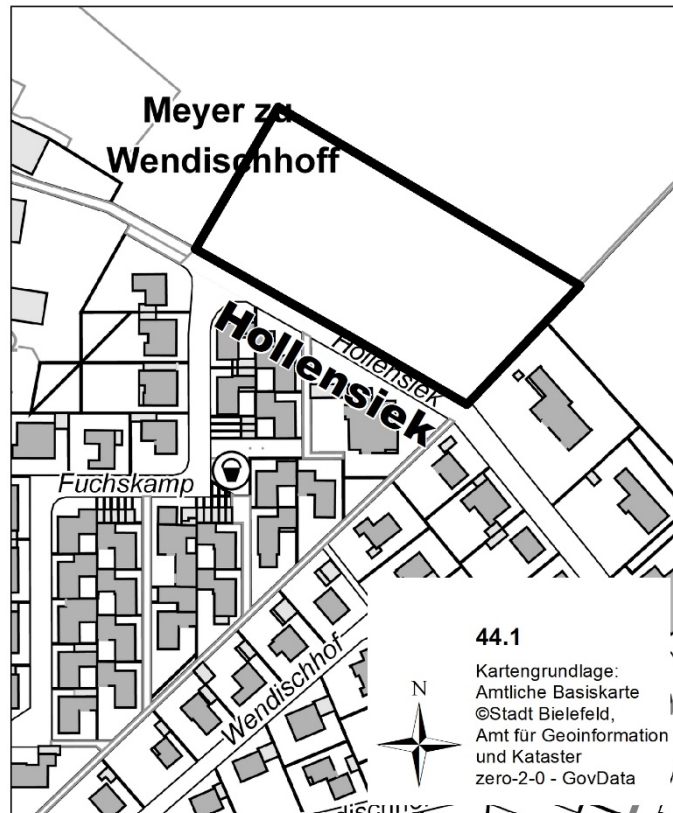 Meyer zu
Wendischhoff
Hollensiek
Hollensiek
Fuchskamp
Wendischhof
44.1
Kartengrundlage:
Amtliche Basiskarte
©Stadt Bielefeld,
Amt für Geoinformation
und Kataster
zero-2-0 - GovData
N